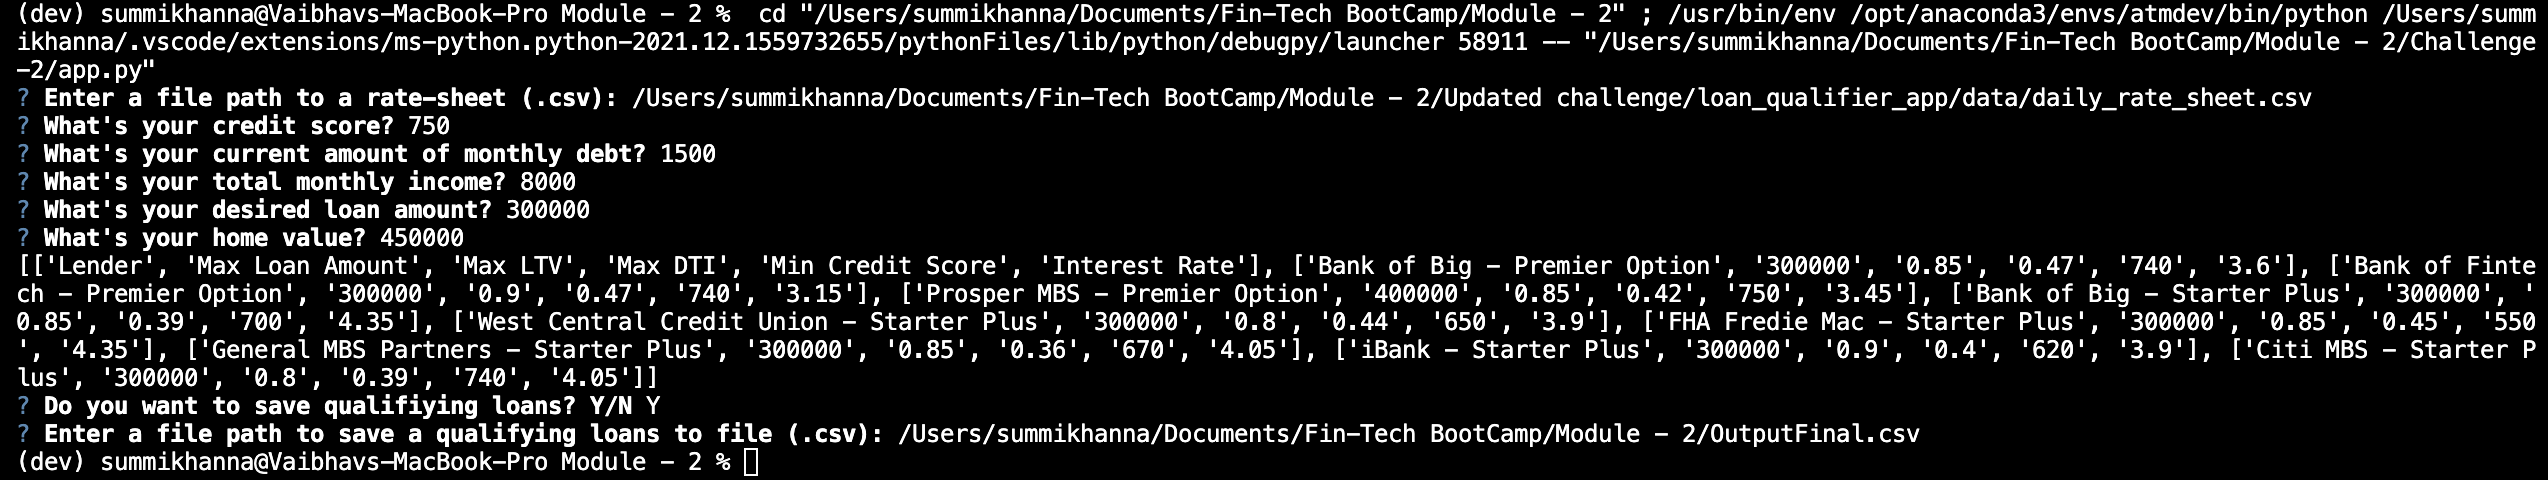 (dev) summikhanna@Vaibhavs-MacBook-Pro Module - 2 %  cd "/Users/summikhanna/Documents/Fin-Tech BootCamp/Module - 2" ; /usr/bin/env /opt/anaconda3/envs/atmdev/bin/python /Users/summ
ikhanna/.vscode/extensions/ms-python.python-2021.12.1559732655/pythonFiles/lib/python/debugpy/launcher 58911 -- "/Users/summikhanna/Documents/Fin-Tech BootCamp/Module - 2/Challenge
-2/app.py"
? Enter a file path to a rate-sheet (.csv): /Users/summikhanna/Documents/Fin-Tech BootCamp/Module - 2/Updated challenge/loan_qualifier_app/data/daily_rate_sheet.csv
? What's your credit score? 750
? What's your current amount of monthly debt? 1500
? What's your total monthly income? 8000
? What's your desired loan amount? 300000
? What's your home value? 450000
[['Lender', 'Max Loan Amount', 'Max LTV', 'Max DTI', 'Min Credit Score', 'Interest Rate'], ['Bank of Big - Premier Option', '300000', '0.85', '0.47', '740', '3.6'], ['Bank of Finte
ch - Premier Option', '300000', '0.9', '0.47', '740', '3.15'], ['Prosper MBS - Premier Option', '400000', '0.85', '0.42', '750', '3.45'], ['Bank of Big - Starter Plus', '300000', '
0.85', '0.39', '700', '4.35'], ['West Central Credit Union - Starter Plus', '300000', '0.8', '0.44', '650', '3.9'], ['FHA Fredie Mac - Starter Plus', '300000', '0.85', '0.45', '550
', '4.35'], ['General MBS Partners - Starter Plus', '300000', '0.85', '0.36', '670', '4.05'], ['iBank - Starter Plus', '300000', '0.9', '0.4', '620', '3.9'], ['Citi MBS - Starter P
lus', '300000', '0.8', '0.39', '740', '4.05']]
? Do you want to save qualifiying loans? Y/N Y
? Enter a file path to save a qualifying loans to file (.csv): /Users/summikhanna/Documents/Fin-Tech BootCamp/Module - 2/OutputFinal.csv
(dev) summikhanna@Vaibhavs-MacBook-Pro Module - 2 %